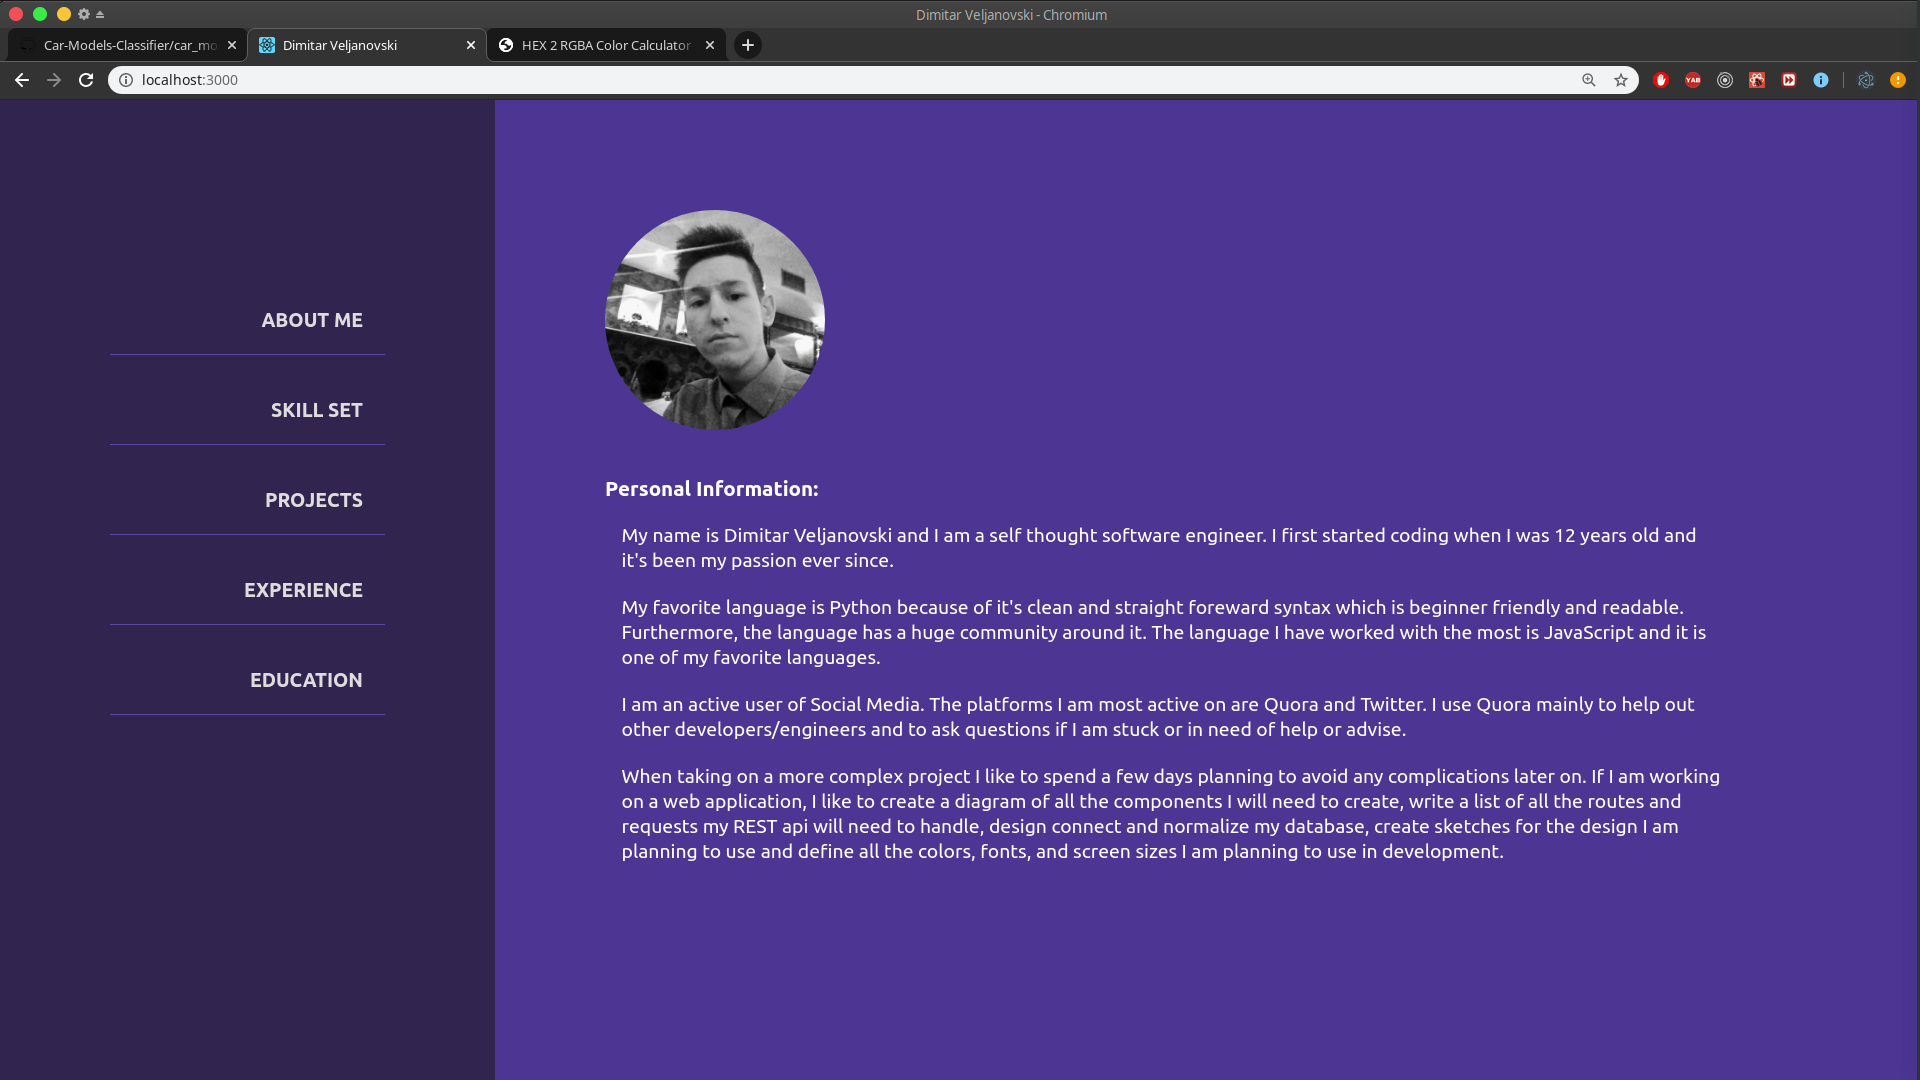 Dimitar Veljanovski - Chromium
Car-Models-Classifier/car_mo
Dimitar Veljanovski
HEX 2 RGBA Color Calculator
localhost:3000
YAB
ABOUT ME
SKILL SET
PROJECTS
EXPERIENCE
EDUCATION
Personal Information:
My name is Dimitar Veljanovski and I am a self thought software engineer. I first started coding when I was 12 years old and
it's been my passion ever since.
My favorite language is Python because of it's clean and straight foreward syntax which is beginner friendly and readable.
Furthermore, the language has a huge community around it. The language I have worked with the most is JavaScript and it is
one of my favorite languages.
I am an active user of Social Media. The platforms I am most active on are Quora and Twitter. I use Quora mainly to help out
other developers/engineers and to ask questions if I am stuck or in need of help or advise.
When taking on a more complex project I like to spend a few days planning to avoid any complications later on. If I am working
on a web application, I like to create a diagram of all the components I will need to create, write a list of all the routes and
requests my REST api will need to handle, design connect and normalize my database, create sketches for the design I am
planning to use and define all the colors, fonts, and screen sizes I am planning to use in development.